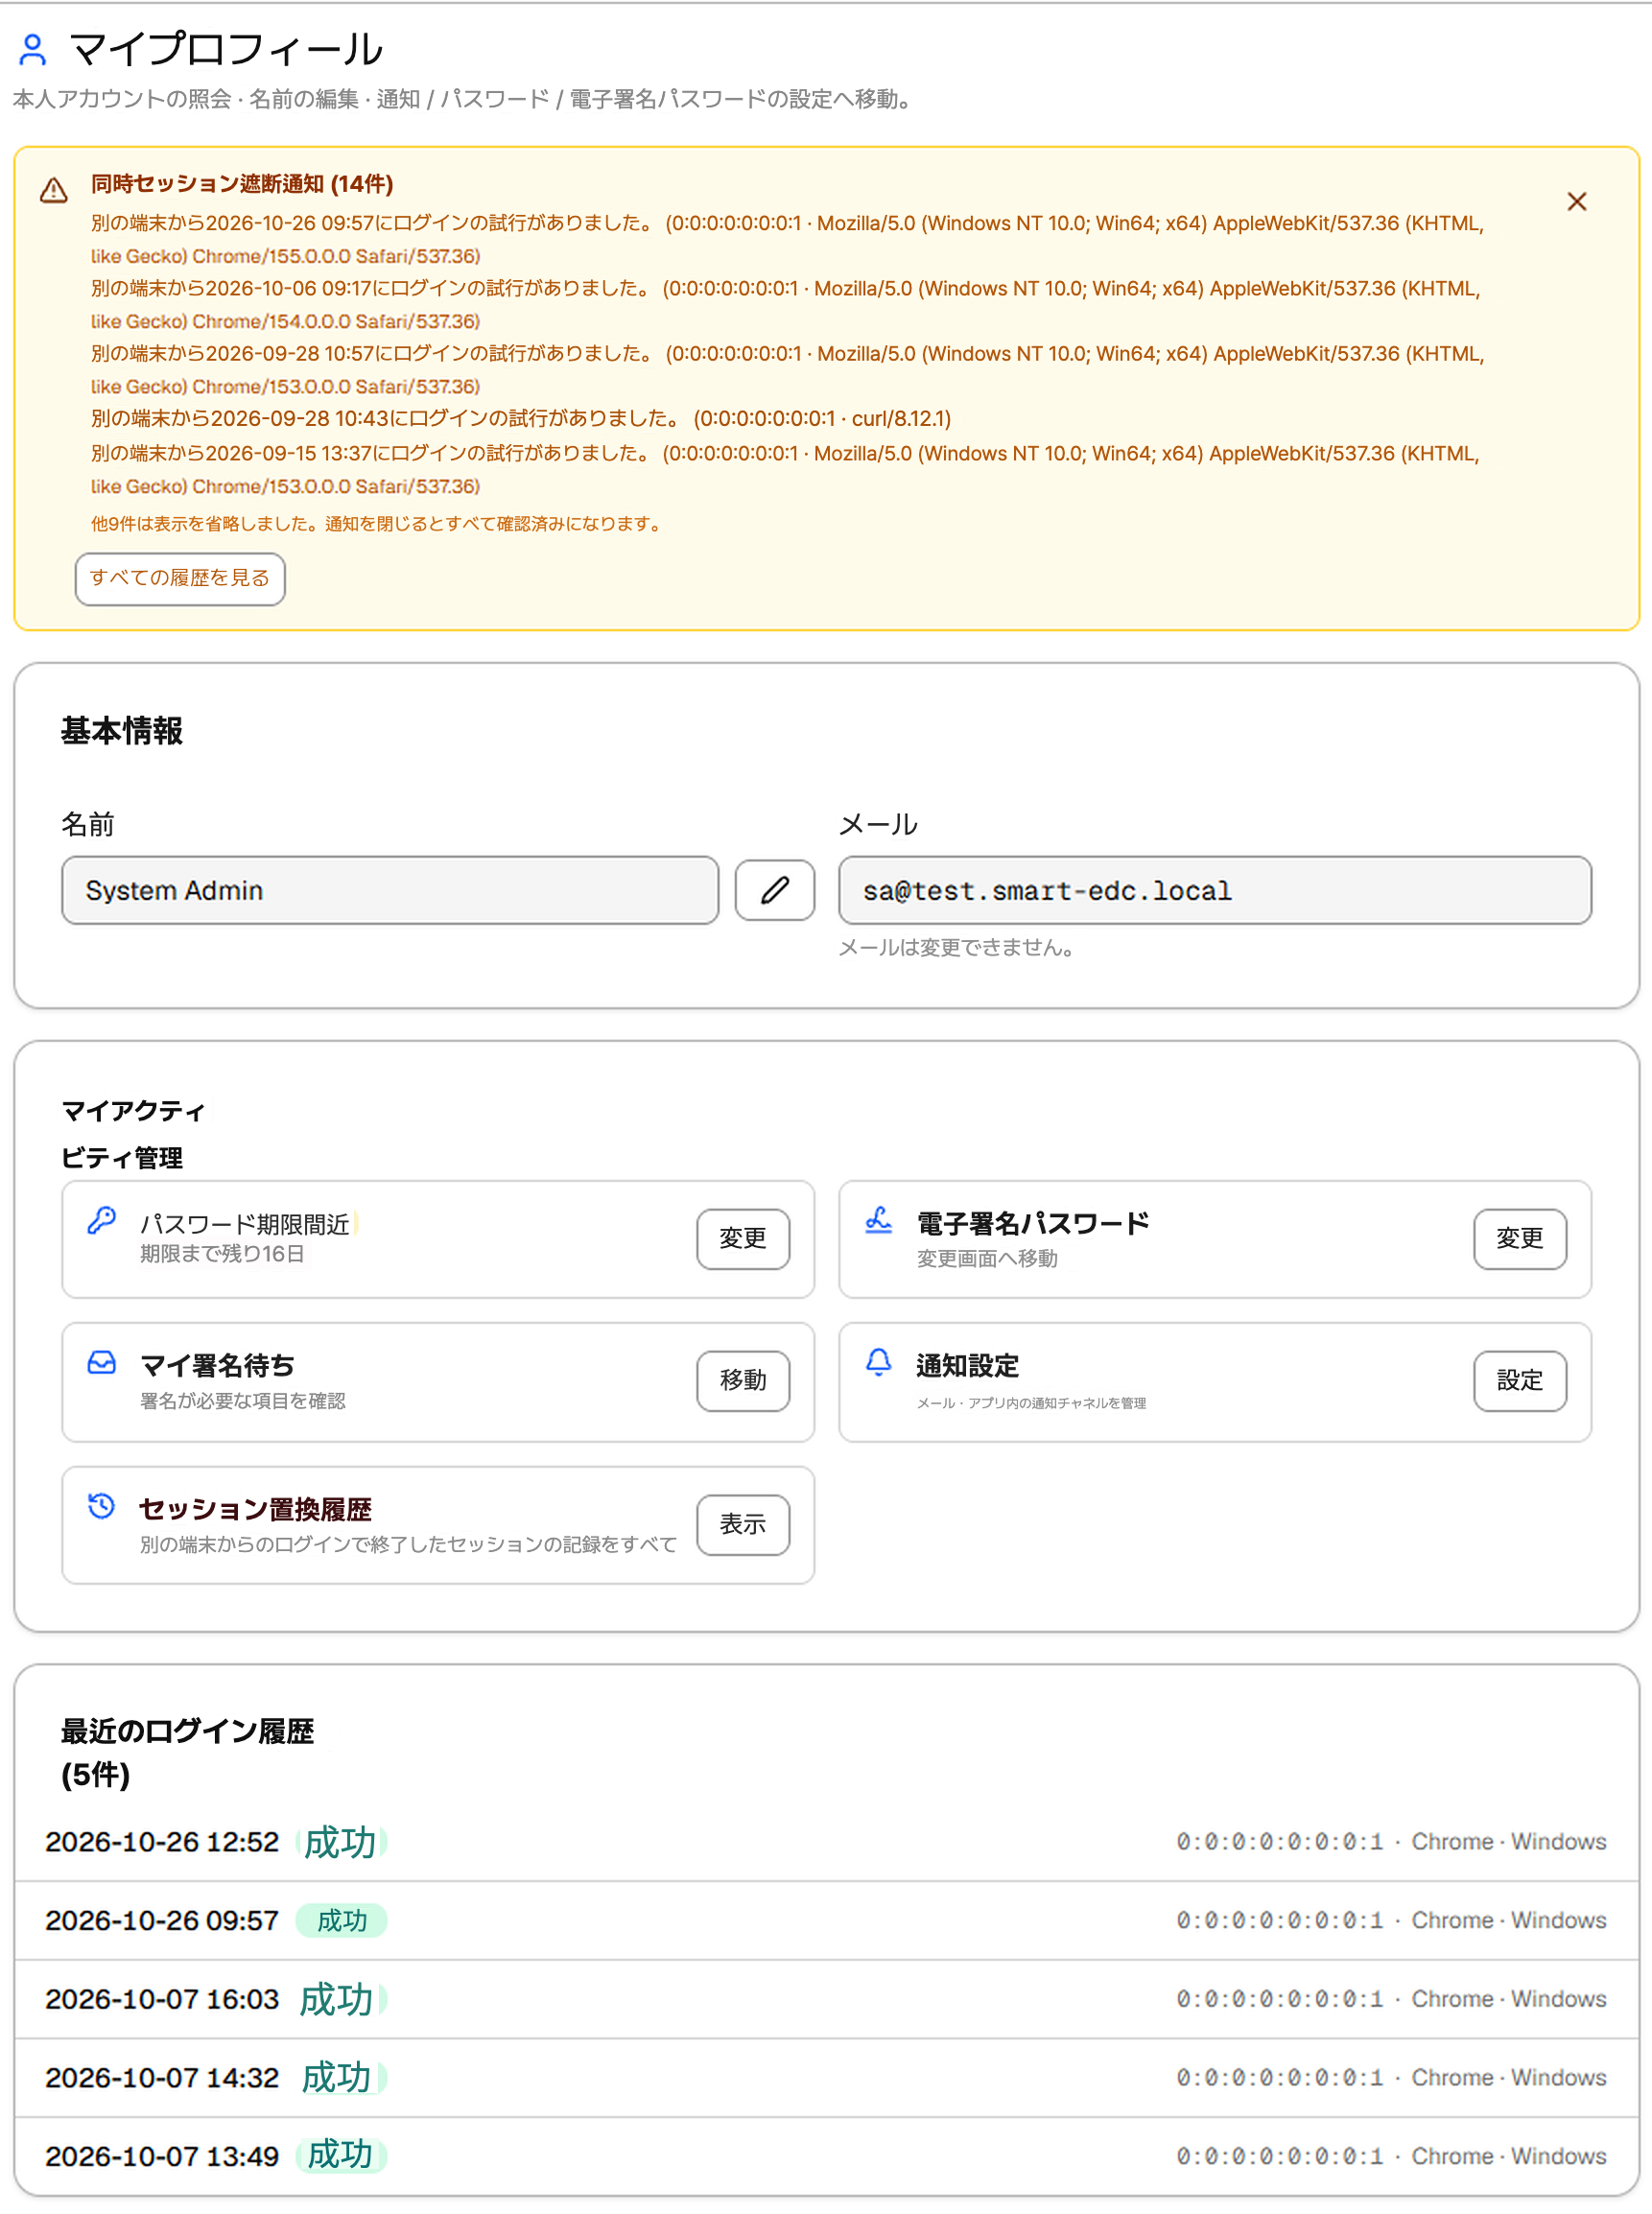 マイプロフィール
本人アカウントの照会 · 名前の編集 · 通知 / パスワード / 電子署名パスワードの設定へ移動。
同時セッション遮断通知 (14件)
別の端末から2026-10-26 09:57にログインの試行がありました。 (0:0:0:0:0:0:0:1 · Mozilla/5.0 (Windows NT 10.0; Win64; x64) AppleWebKit/537.36 (KHTML,
like Gecko) Chrome/155.0.0.0 Safari/537.36)
別の端末から2026-10-06 09:17にログインの試行がありました。 (0:0:0:0:0:0:0:1 · Mozilla/5.0 (Windows NT 10.0; Win64; x64) AppleWebKit/537.36 (KHTML,
like Gecko) Chrome/154.0.0.0 Safari/537.36)
別の端末から2026-09-28 10:57にログインの試行がありました。 (0:0:0:0:0:0:0:1 · Mozilla/5.0 (Windows NT 10.0; Win64; x64) AppleWebKit/537.36 (KHTML,
like Gecko) Chrome/153.0.0.0 Safari/537.36)
別の端末から2026-09-28 10:43にログインの試行がありました。 (0:0:0:0:0:0:0:1 · curl/8.12.1)
別の端末から2026-09-15 13:37にログインの試行がありました。 (0:0:0:0:0:0:0:1 · Mozilla/5.0 (Windows NT 10.0; Win64; x64) AppleWebKit/537.36 (KHTML,
like Gecko) Chrome/153.0.0.0 Safari/537.36)
他9件は表示を省略しました。通知を閉じるとすべて確認済みになります。
すべての履歴を見る
基本情報
名前
System Admin
メール
sa@test.smart-edc.local
メールは変更できません。
マイアクティ
ビティ管理
パスワード期限間近
期限まで残り16日
変更
電子署名パスワード
変更画面へ移動
変更
マイ署名待ち
署名が必要な項目を確認
移動
通知設定
メール・アプリ内の通知チャネルを管理
設定
セッション置換履歴
別の端末からのログインで終了したセッションの記録をすべて
表示
最近のログイン履歴
(5件)
2026-10-26 12:52 成功 0:0:0:0:0:0:0:1 · Chrome · Windows
2026-10-26 09:57 成功 0:0:0:0:0:0:0:1 · Chrome · Windows
2026-10-07 16:03 成功 0:0:0:0:0:0:0:1 · Chrome · Windows
2026-10-07 14:32 成功 0:0:0:0:0:0:0:1 · Chrome · Windows
2026-10-07 13:49 成功 0:0:0:0:0:0:0:1 · Chrome · Windows